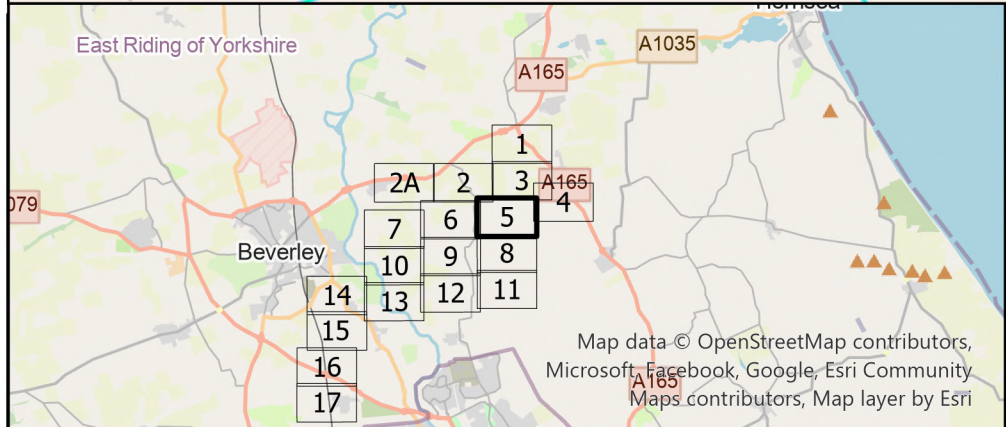 Hornsea
East Riding of Yorkshire
A1035
A165
1
2A
2
3
A165
4
079
5
6
7
Beverley
8
9
10
11
12
13
14
15
16
17
A165
Map data © OpenStreetMap contributors,
Microsoft, Facebook, Google, Esri Community
Maps contributors, Map layer by Esri